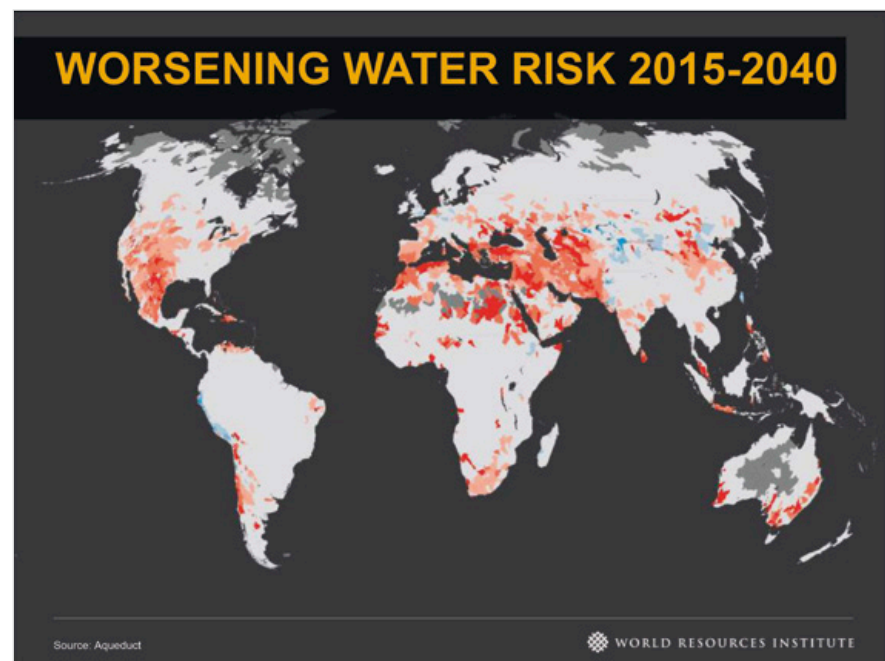 WORSENING WATER RISK 2015-2040
Source: Aqueduct
WORLD RESOURCES INSTITUTE